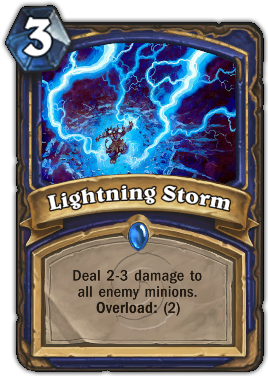 3
Lightning Storm
Deal 2-3 damage to
all enemy minions.
Overload: (2)